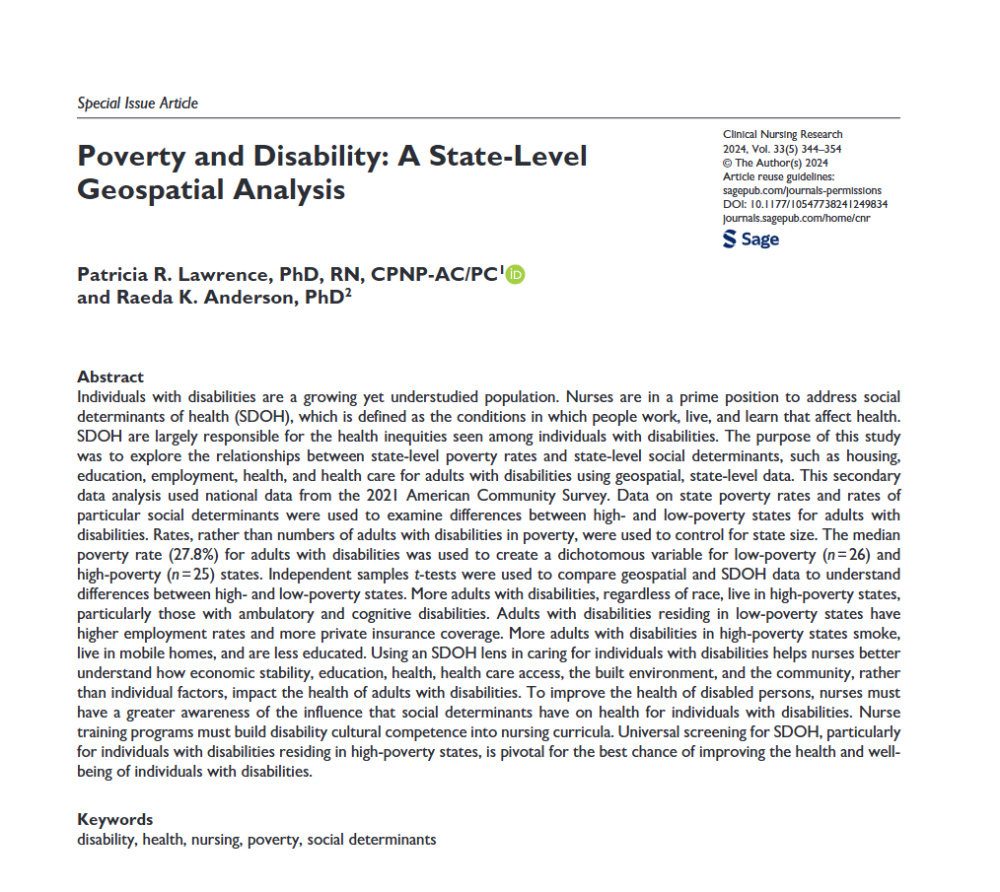 Special Issue Article
Poverty and Disability: A State-Level
Geospatial Analysis
Clinical Nursing Research
2024, Vol. 33(5) 344–354
© The Author(s) 2024
Article reuse guidelines:
sagepub.com/journals-permissions
DOI: 10.1177/10547738241249834
journals.sagepub.com/home/cnr
Sage
Patricia R. Lawrence, PhD, RN, CPNP-AC/PC¹ iD
and Raeda K. Anderson, PhD²
Abstract
Individuals with disabilities are a growing yet understudied population. Nurses are in a prime position to address social
determinants of health (SDOH), which is defined as the conditions in which people work, live, and learn that affect health.
SDOH are largely responsible for the health inequities seen among individuals with disabilities. The purpose of this study
was to explore the relationships between state-level poverty rates and state-level social determinants, such as housing,
education, employment, health, and health care for adults with disabilities using geospatial, state-level data. This secondary
data analysis used national data from the 2021 American Community Survey. Data on state poverty rates and rates of
particular social determinants were used to examine differences between high- and low-poverty states for adults with
disabilities. Rates, rather than numbers of adults with disabilities in poverty, were used to control for state size. The median
poverty rate (27.8%) for adults with disabilities was used to create a dichotomous variable for low-poverty (n = 26) and
high-poverty (n = 25) states. Independent samples t-tests were used to compare geospatial and SDOH data to understand
differences between high- and low-poverty states. More adults with disabilities, regardless of race, live in high-poverty states,
particularly those with ambulatory and cognitive disabilities. Adults with disabilities residing in low-poverty states have
higher employment rates and more private insurance coverage. More adults with disabilities in high-poverty states smoke,
live in mobile homes, and are less educated. Using an SDOH lens in caring for individuals with disabilities helps nurses better
understand how economic stability, education, health, health care access, the built environment, and the community, rather
than individual factors, impact the health of adults with disabilities. To improve the health of disabled persons, nurses must
have a greater awareness of the influence that social determinants have on health for individuals with disabilities. Nurse
training programs must build disability cultural competence into nursing curricula. Universal screening for SDOH, particularly
for individuals with disabilities residing in high-poverty states, is pivotal for the best chance of improving the health and well-
being of individuals with disabilities.
Keywords
disability, health, nursing, poverty, social determinants